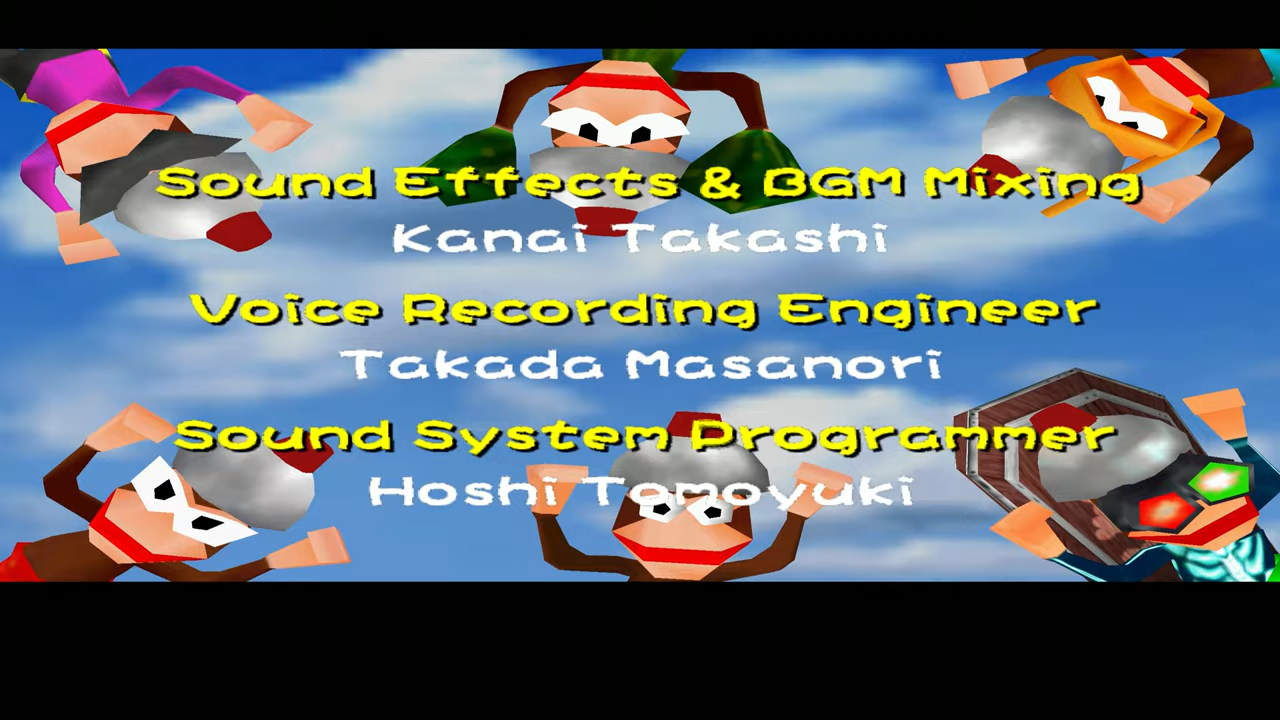 Sound Effects & BGM Mixing
Kanai Takashi
Voice Recording Engineer
Takada Masanori
Sound System Programmer
Hoshi Tomoyuki